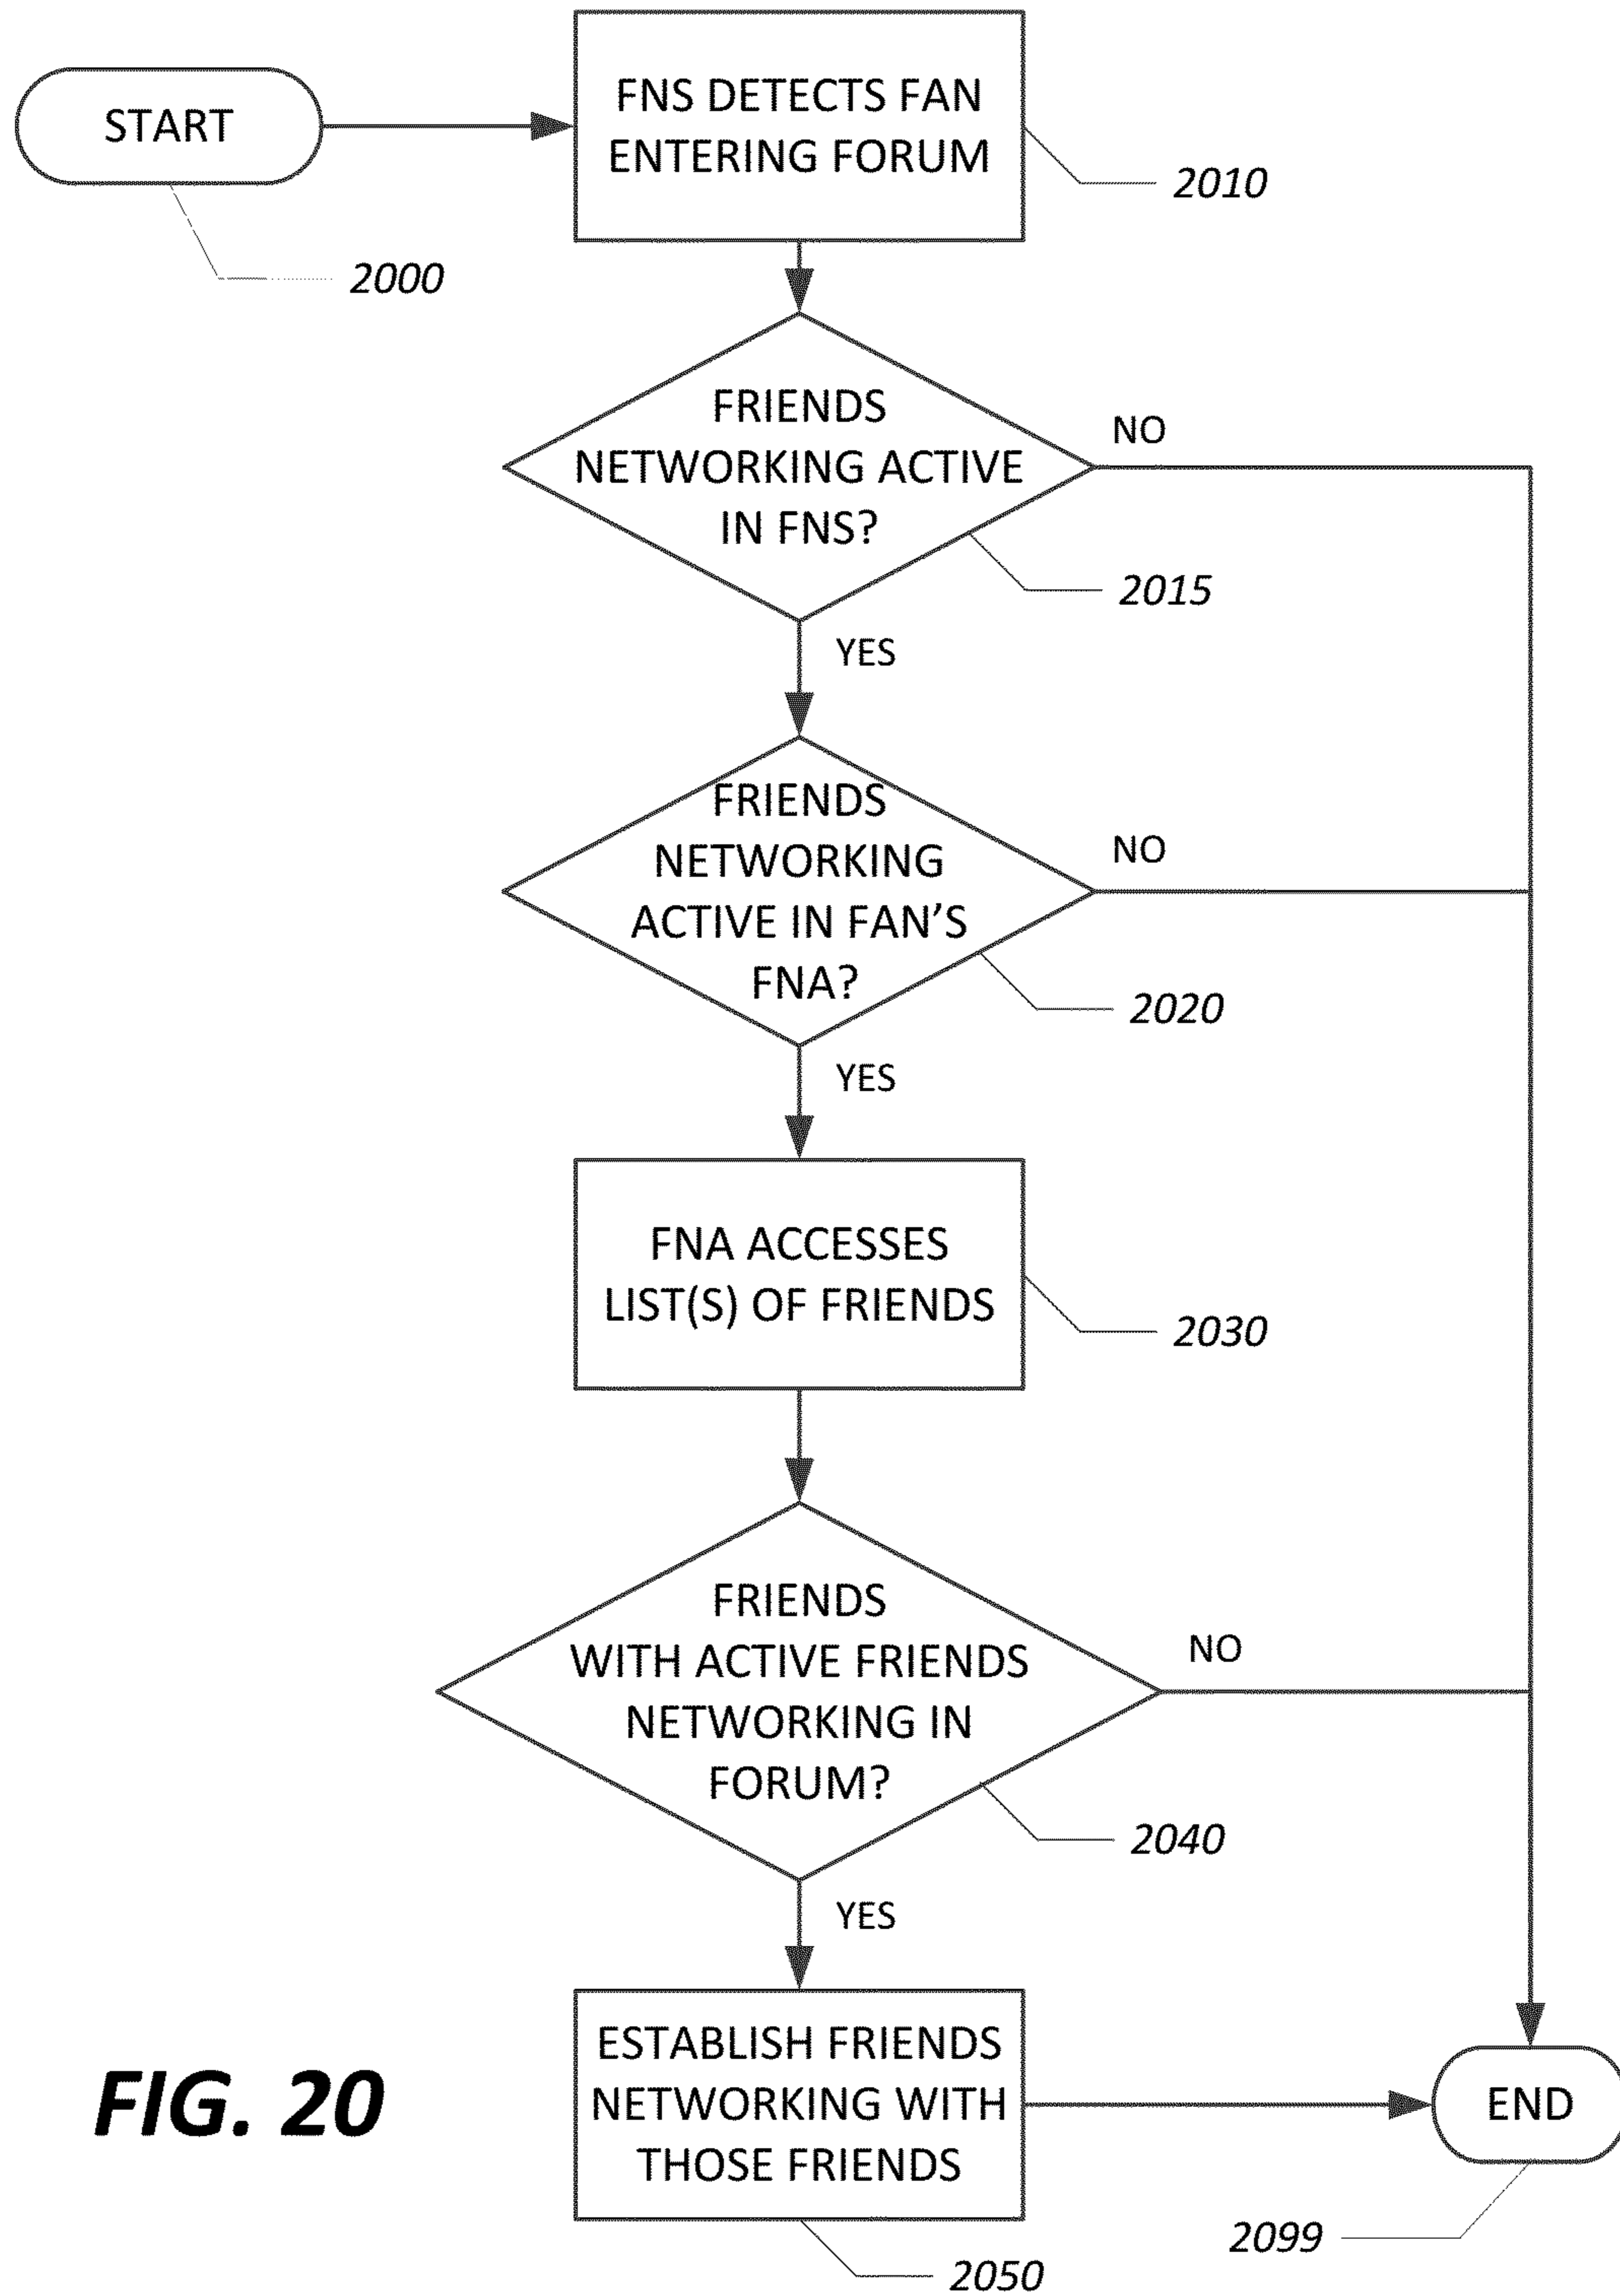 START
2000
FNS DETECTS FAN
ENTERING FORUM
2010
FRIENDS
NETWORKING ACTIVE
IN FNS?
NO
2015
YES
FRIENDS
NETWORKING
ACTIVE IN FAN'S
FNA?
NO
2020
YES
FNA ACCESSES
LIST(S) OF FRIENDS
2030
FRIENDS
WITH ACTIVE FRIENDS
NETWORKING IN
FORUM?
NO
2040
YES
ESTABLISH FRIENDS
NETWORKING WITH
THOSE FRIENDS
2050
END
2099
FIG. 20